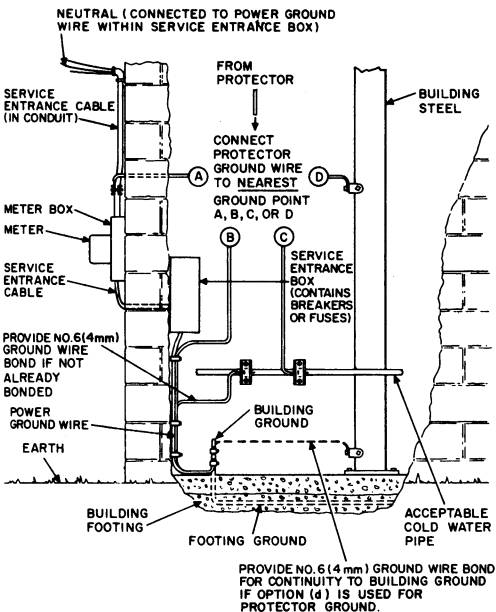 NEUTRAL (CONNECTED TO POWER GROUND
WIRE WITHIN SERVICE ENTRANCE BOX)
FROM
PROTECTOR
SERVICE
ENTRANCE CABLE
(IN CONDUIT)
BUILDING
STEEL
CONNECT
PROTECTOR
GROUND WIRE
TO NEAREST
GROUND POINT
A, B, C, OR D
A
D
METER BOX
METER
B
C
SERVICE
ENTRANCE
CABLE
SERVICE
ENTRANCE
BOX
(CONTAINS
BREAKERS
OR FUSES)
PROVIDE NO.6(4mm)
GROUND WIRE
BOND IF NOT
ALREADY
BONDED
POWER
GROUND WIRE
BUILDING
GROUND
EARTH
BUILDING
FOOTING
FOOTING GROUND
ACCEPTABLE
COLD WATER
PIPE
PROVIDE NO.6(4mm) GROUND WIRE BOND
FOR CONTINUITY TO BUILDING GROUND
IF OPTION (d) IS USED FOR
PROTECTOR GROUND.